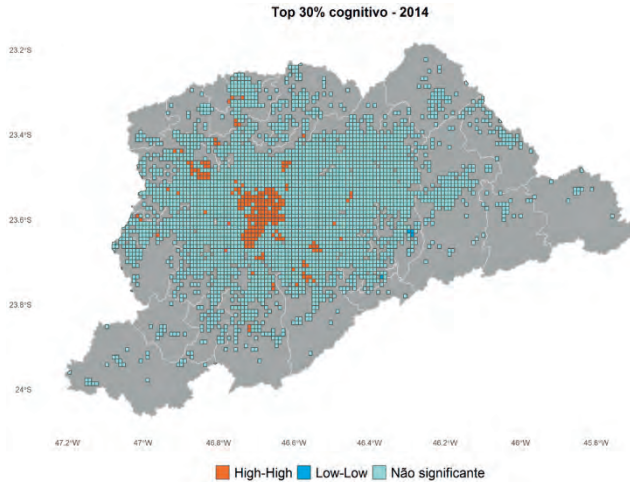 Top 30% cognitivo - 2014
23.2°S
23.4°S
23.6°S
23.8°S
24°S
47.2°W 47°W 46.8°W 46.6°W 46.4°W 46.2°W 46°W 45.8°W
High-High Low-Low Não significante